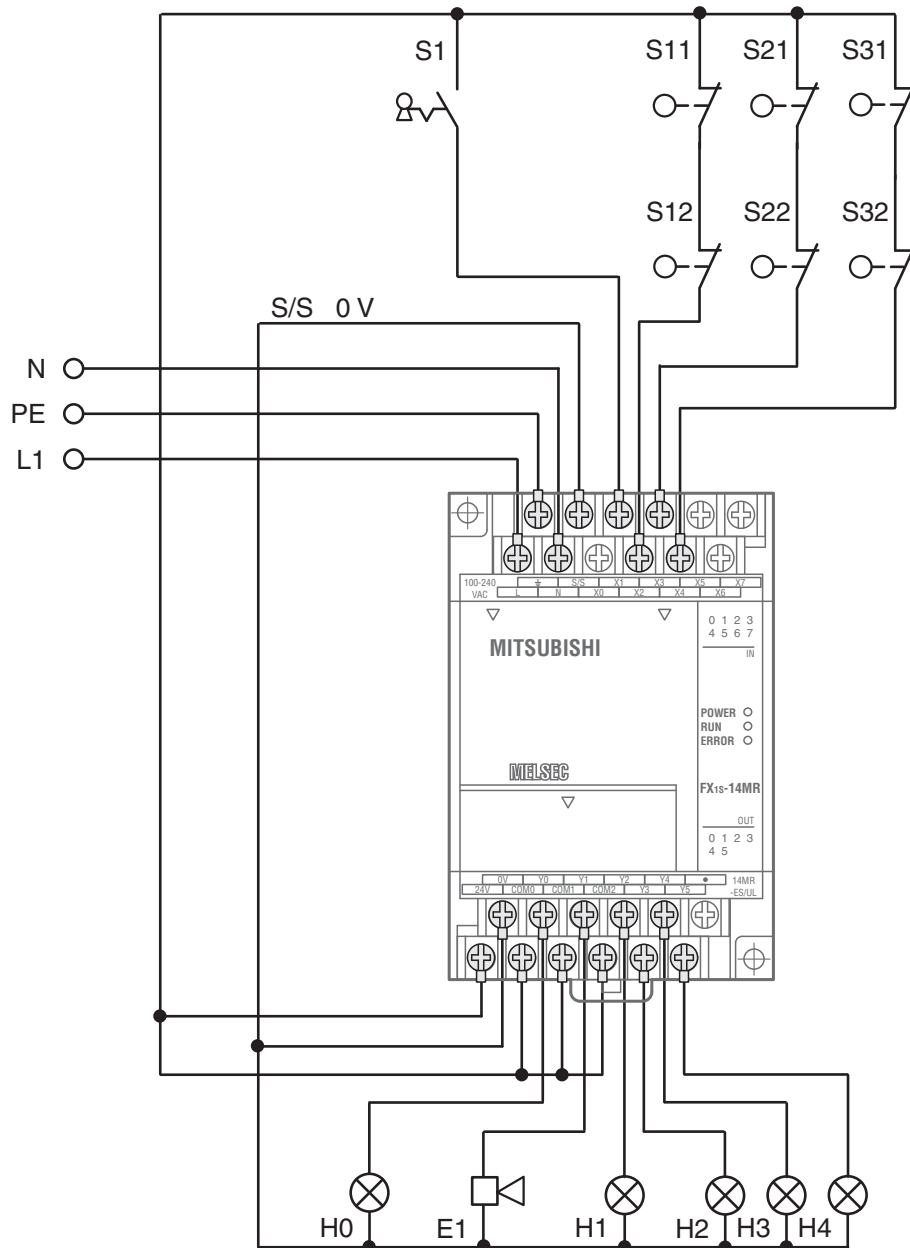 S1 S11 S21 S31
S12 S22 S32
S/S 0 V
N
PE
L1
100-240 ⏚ S/S X1 X3 X5 X7
VAC L N X0 X2 X4 X6
0 1 2 3
4 5 6 7
IN
MITSUBISHI
POWER
RUN
ERROR
MELSEC
FX1S-14MR
OUT
0 1 2 3
4 5
0V Y0 Y1 Y2 Y4 • 14MR
24V COM0 COM1 COM2 Y3 Y5 -ES/UL
H0 E1 H1 H2 H3 H4